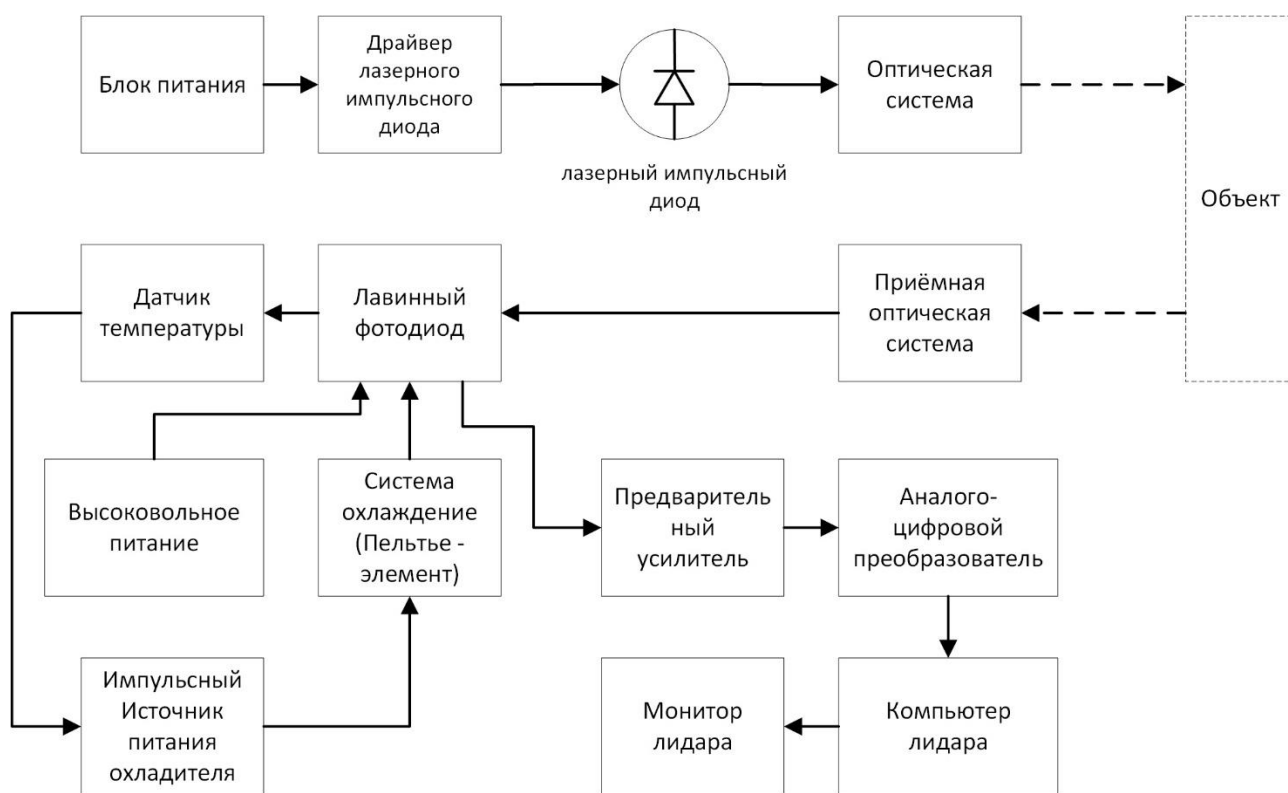 Блок питания
Драйвер
лазерного
импульсного
диода
лазерный импульсный
диод
Оптическая
система
Объект
Датчик
температуры
Лавинный
фотодиод
Приёмная
оптическая
система
Высоковольное
питание
Система
охлаждение
(Пельтье -
элемент)
Предваритель
ный
усилитель
Аналого-
цифровой
преобразователь
Импульсный
Источник
питания
охладителя
Монитор
лидара
Компьютер
лидара